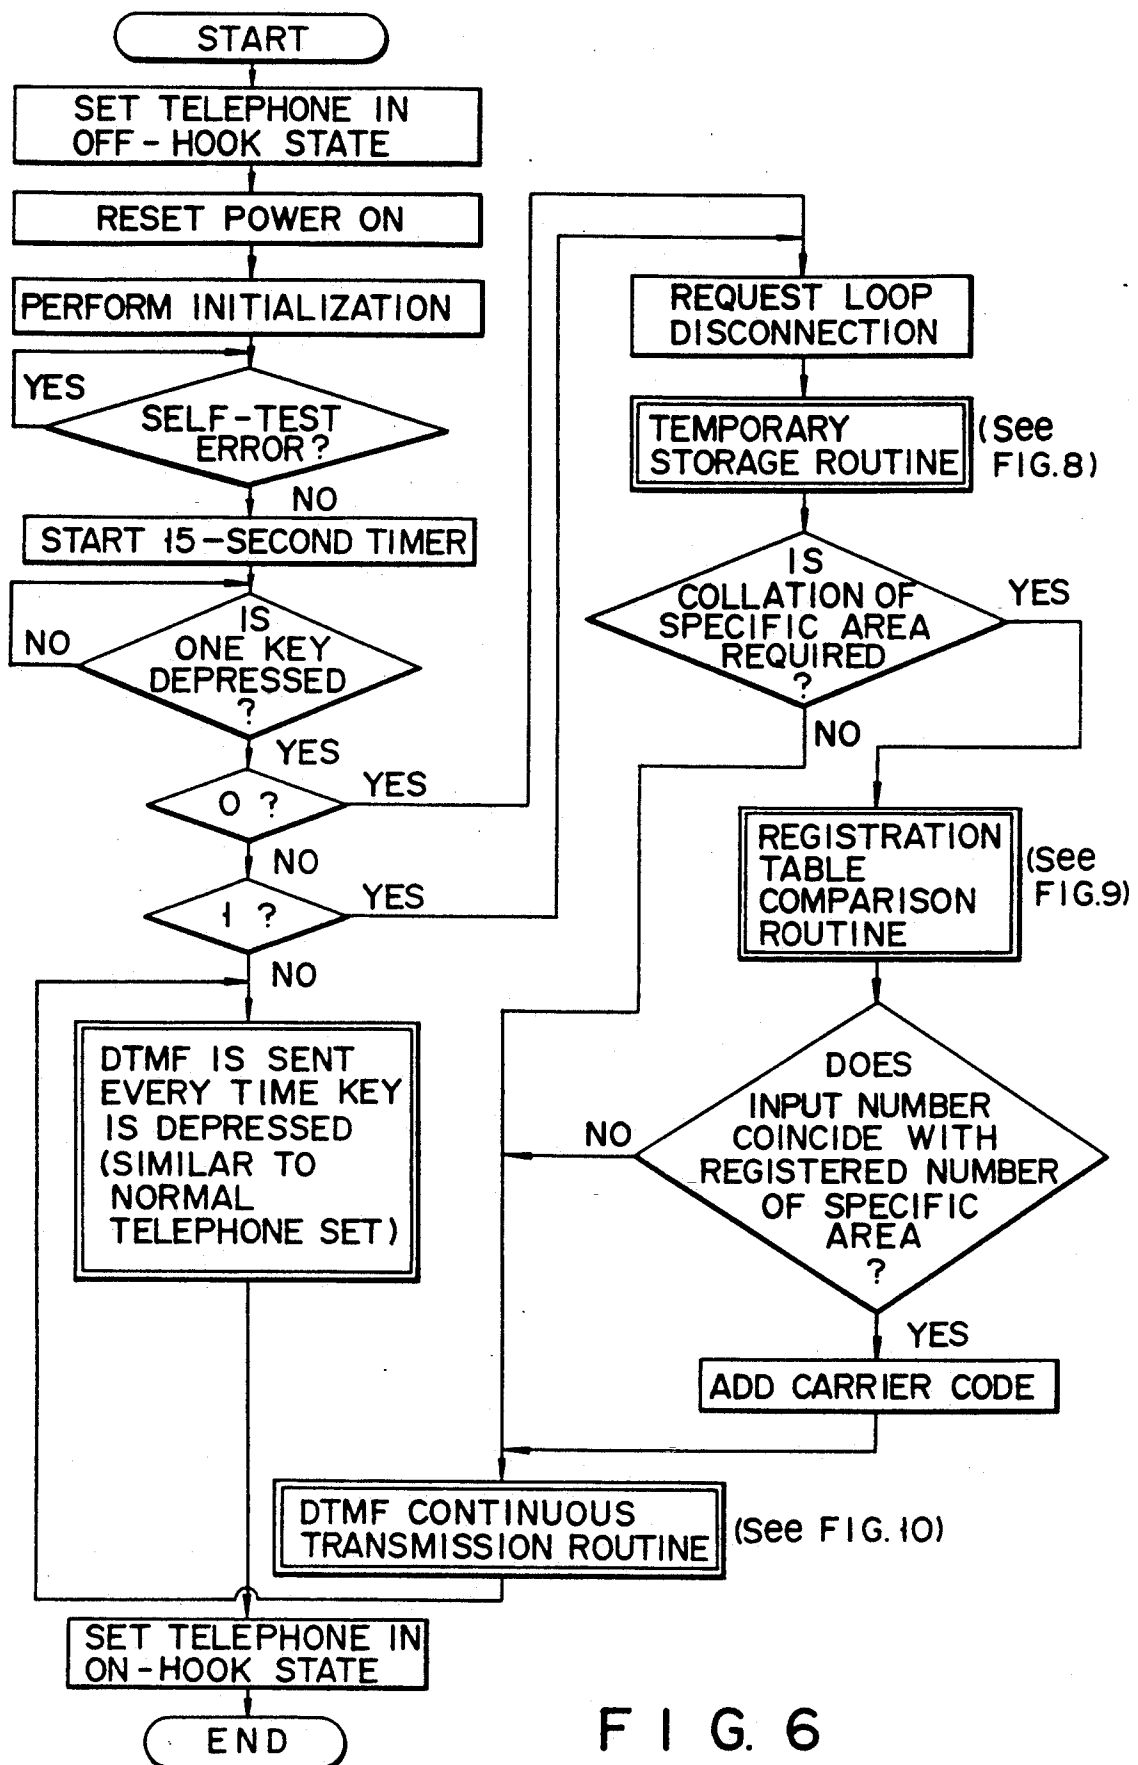 START
SET TELEPHONE IN
OFF-HOOK STATE
RESET POWER ON
PERFORM INITIALIZATION
YES
SELF-TEST
ERROR?
NO
START 15-SECOND TIMER
NO
IS
ONE KEY
DEPRESSED
?
YES
0 ?
YES
NO
1 ?
YES
NO
DTMF IS SENT
EVERY TIME KEY
IS DEPRESSED
(SIMILAR TO
NORMAL
TELEPHONE SET)
REQUEST LOOP
DISCONNECTION
TEMPORARY
STORAGE ROUTINE
(See
FIG.8)
IS
COLLATION OF
SPECIFIC AREA
REQUIRED
?
YES
NO
REGISTRATION
TABLE
COMPARISON
ROUTINE
(See
FIG.9)
DOES
INPUT NUMBER
COINCIDE WITH
REGISTERED NUMBER
OF SPECIFIC
AREA
?
NO
YES
ADD CARRIER CODE
DTMF CONTINUOUS
TRANSMISSION ROUTINE
(See FIG.10)
SET TELEPHONE IN
ON-HOOK STATE
END
FIG. 6